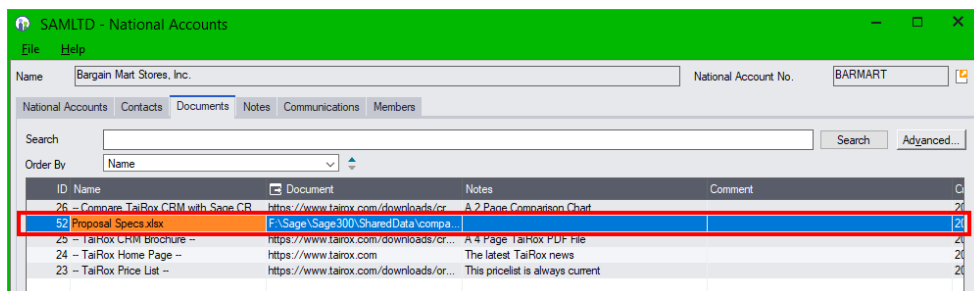 SAMLTD - National Accounts
File Help
Name Bargain Mart Stores, Inc. National Account No. BARMART
National Accounts Contacts Documents Notes Communications Members
Search Search Advanced...
Order By Name
ID Name Document Notes Comment
26 -- Compare TaiRox CRM with Sage CR... https://www.tairox.com/downloads/cr... A 2 Page Comparison Chart 20
52 Proposal Specs.xlsx F:\Sage\Sage300\SharedData\compa... 20
25 -- TaiRox CRM Brochure -- https://www.tairox.com/downloads/cr... A 4 Page TaiRox PDF File 20
24 -- TaiRox Home Page -- https://www.tairox.com The latest TaiRox news 20
23 -- TaiRox Price List -- https://www.tairox.com/downloads/or... This pricelist is always current 20